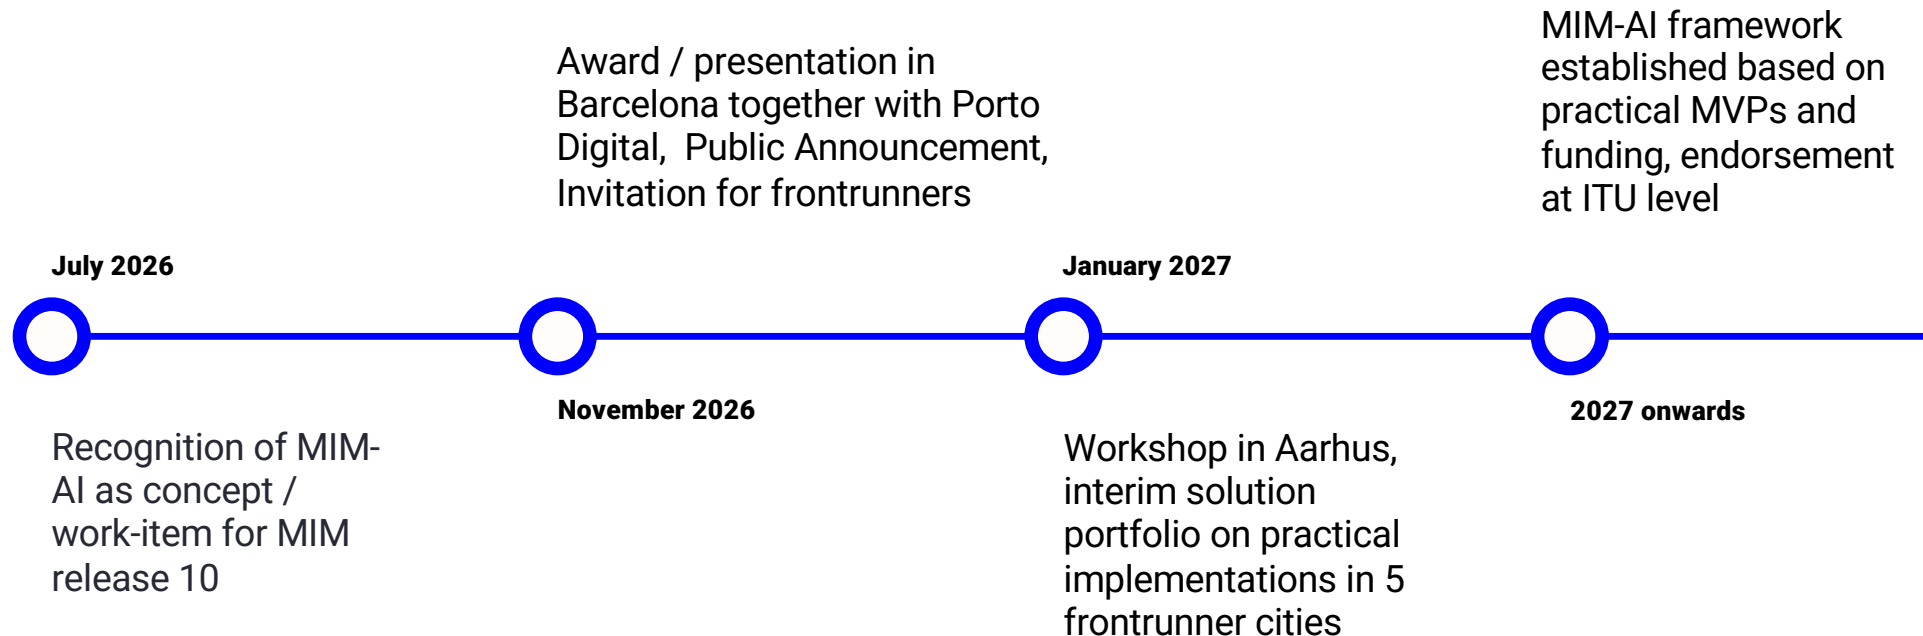 July 2026
Recognition of MIM-
AI as concept /
work-item for MIM
release 10
Award / presentation in
Barcelona together with Porto
Digital,  Public Announcement,
Invitation for frontrunners
November 2026
January 2027
Workshop in Aarhus,
interim solution
portfolio on practical
implementations in 5
frontrunner cities
MIM-AI framework
established based on
practical MVPs and
funding, endorsement
at ITU level
2027 onwards